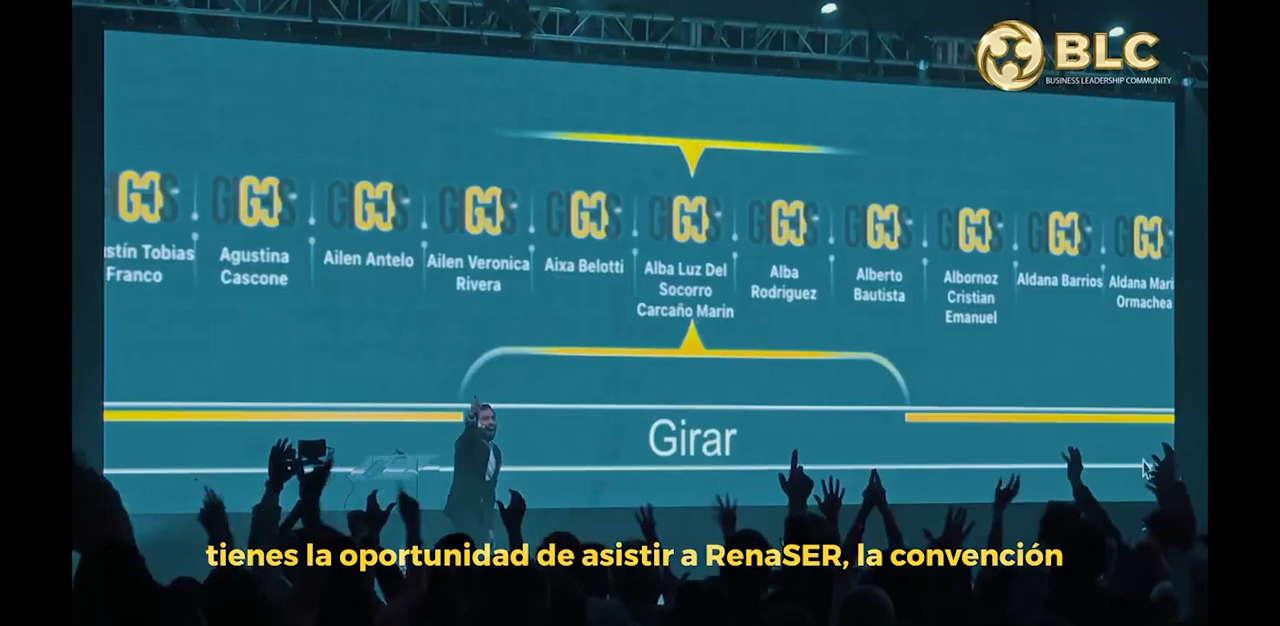 BLC
BUSINESS LEADERSHIP COMMUNITY
stín Tobias
Franco
Agustina
Cascone
Ailen Antelo
Ailen Veronica
Rivera
Aixa Belotti
Alba Luz Del
Socorro
Carcaño Marin
Alba
Rodriguez
Alberto
Bautista
Albornoz
Cristian
Emanuel
Aldana Barrios
Aldana Mari
Ormachea
Girar
tienes la oportunidad de asistir a RenaSER, la convención